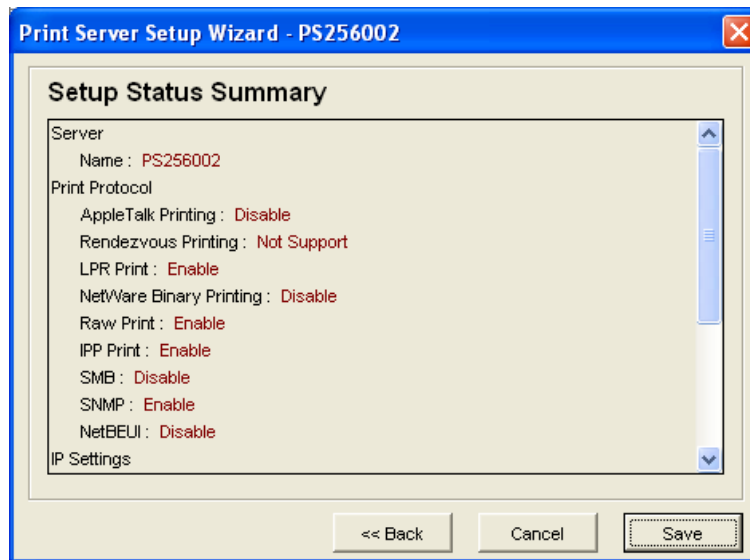 Print Server Setup Wizard - PS256002
Setup Status Summary
Server
Name : PS256002
Print Protocol
AppleTalk Printing : Disable
Rendezvous Printing : Not Support
LPR Print : Enable
NetWare Binary Printing : Disable
Raw Print : Enable
IPP Print : Enable
SMB : Disable
SNMP : Enable
NetBEUI : Disable
IP Settings
<< Back Cancel Save